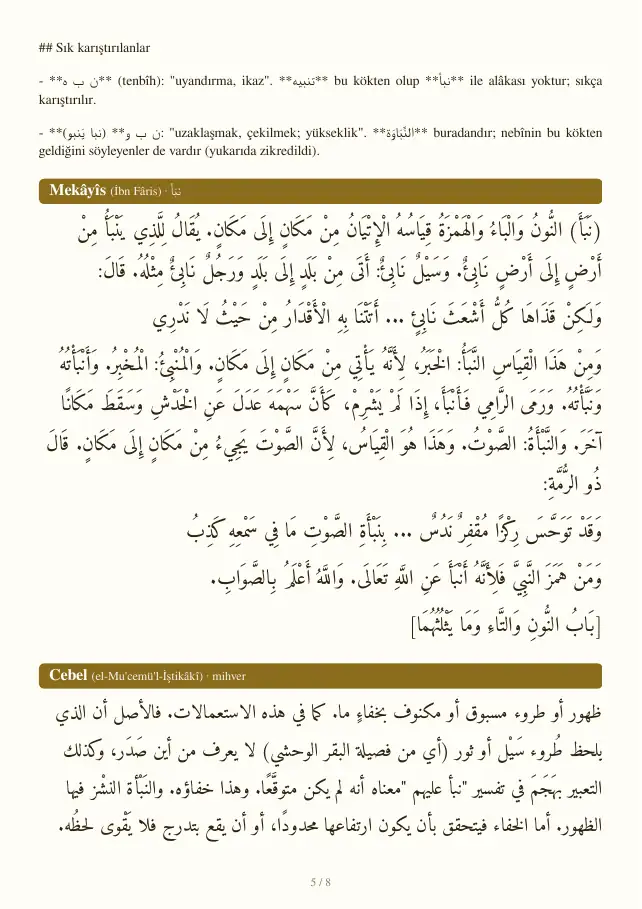 ## Sık karıştırılanlar
- **ن ب ه** (tenbîh): "uyandırma, ikaz". **تنبيه** bu kökten olup **نبأ** ile alâkası yoktur; sıkça
karıştırılır.
- **ن ب و** (نبا يَنبو)**: "uzaklaşmak, çekilmek; yükseklik". **النَّبَاوَة** buradandır; nebînin bu kökten
geldiğini söyleyenler de vardır (yukarıda zikredildi).
Mekâyîs (İbn Fâris) · نبأ
(نَبَأَ) النُّونُ وَالْبَاءُ وَالْهَمْزَةُ قِيَاسُهُ الْإِتْيَانُ مِنْ مَكَانٍ إِلَى مَكَانٍ. يُقَالُ لِلَّذِي يَنْبَأُ مِنْ
أَرْضٍ إِلَى أَرْضٍ نَابِئٌ. وَسَيْلٌ نَابِئٌ: أَتَى مِنْ بَلَدٍ إِلَى بَلَدٍ وَرَجُلٌ نَابِئٌ مِثْلُهُ. قَالَ:
وَلَكِنْ قَذَاهَا كُلُّ أَشْعَثَ نَابِئٍ ... أَتَتْنَا بِهِ الْأَقْدَارُ مِنْ حَيْثُ لَا نَدْرِي
وَمِنْ هَذَا الْقِيَاسِ النَّبَأُ: الْخَبَرُ، لِأَنَّهُ يَأْتِي مِنْ مَكَانٍ إِلَى مَكَانٍ. وَالْمُنْبِئُ: الْمُخْبِرُ. وَأَنْبَأْتُهُ
وَنَبَّأْتُهُ. وَرَمَى الرَّامِي فَأَنْبَأَ، إِذَا لَمْ يَشْرِمْ، كَأَنَّ سَهْمَهُ عَدَلَ عَنِ الْخَدْشِ وَسَقَطَ مَكَانًا
آخَرَ. وَالنَّبْأَةُ: الصَّوْتُ. وَهَذَا هُوَ الْقِيَاسُ، لِأَنَّ الصَّوْتَ يَجِيءُ مِنْ مَكَانٍ إِلَى مَكَانٍ. قَالَ
ذُو الرُّمَّةِ:
وَقَدْ تَوَجَّسَ رِكْزًا مُقْفِرٌ نَدُسٌ ... بِنَبْأَةِ الصَّوْتِ مَا فِي سَمْعِهِ كَذِبُ
وَمَنْ هَمَزَ النَّبِيَّ فَلِأَنَّهُ أَنْبَأَ عَنِ اللَّهِ تَعَالَى. وَاللَّهُ أَعْلَمُ بِالصَّوَابِ.
[بَابُ النُّونِ وَالتَّاءِ وَمَا يَثْلُثُهُمَا]
Cebel (el-Mu'cemü'l-İştikâkî) · mihver
ظهور أو طروء مسبوق أو مكنوف بخفاءٍ ما. كما في هذه الاستعمالات. فالأصل أن الذي
يلحظ طُروء سَيْل أو ثور (أي من فصيلة البقر الوحشي) لا يعرف من أين صَدَر، وكذلك
التعبير بهَجَمَ في تفسير "نبأ عليهم "معناه أنه لم يكن متوقَّعًا. وهذا خفاؤه. والنَبْأة النشْز فيها
الظهور. أما الخفاء فيتحقق بأن يكون ارتفاعها محدودًا، أو أن يقع بتدرج فلا يَقْوى لحظُه.
5 / 8